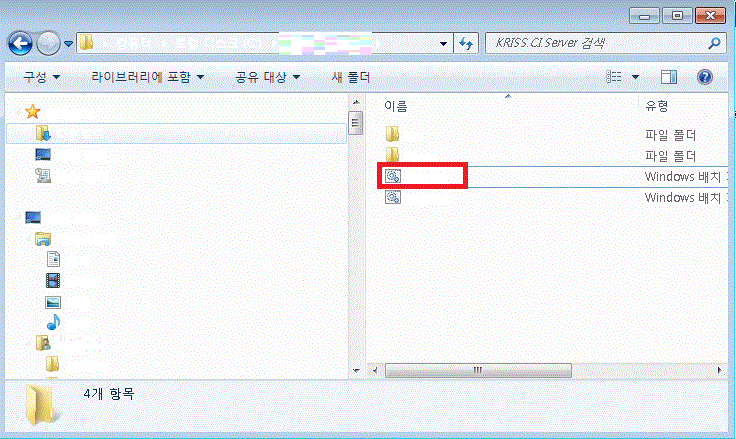 KRISS.CI.Server 검색
구성 라이브러리에 포함 공유 대상 새 폴더
이름 유형
파일 폴더
파일 폴더
Windows 배치
Windows 배치
4개 항목